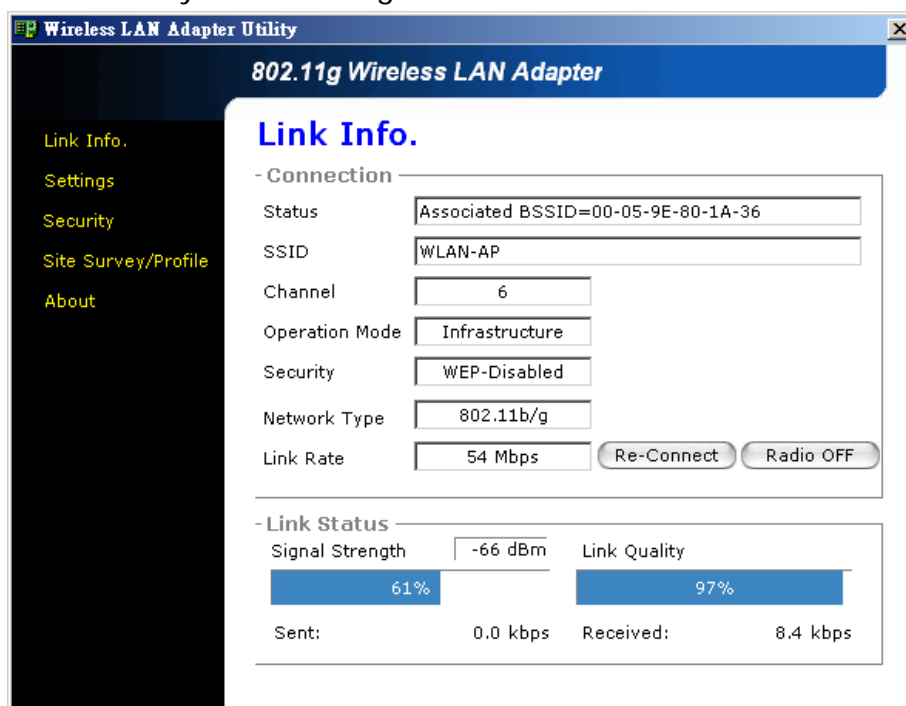 Wireless LAN Adapter Utility
802.11g Wireless LAN Adapter
Link Info.
Settings
Security
Site Survey/Profile
About
Link Info.
Connection
Status Associated BSSID=00-05-9E-80-1A-36
SSID WLAN-AP
Channel 6
Operation Mode Infrastructure
Security WEP-Disabled
Network Type 802.11b/g
Link Rate 54 Mbps Re-Connect Radio OFF
Link Status
Signal Strength -66 dBm Link Quality
61% 97%
Sent: 0.0 kbps Received: 8.4 kbps